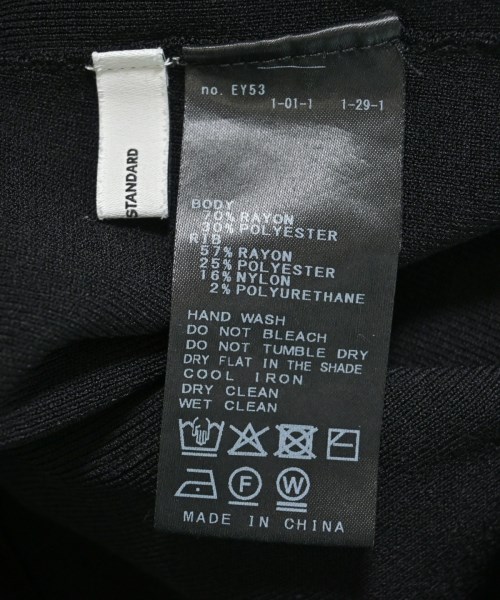 STANDARD
no. EY53
1-01-1 1-29-1
BODY
70% RAYON
30% POLYESTER
RIB
57% RAYON
25% POLYESTER
16% NYLON
2% POLYURETHANE
HAND WASH
DO NOT BLEACH
DO NOT TUMBLE DRY
DRY FLAT IN THE SHADE
COOL IRON
DRY CLEAN
WET CLEAN
F W
MADE IN CHINA